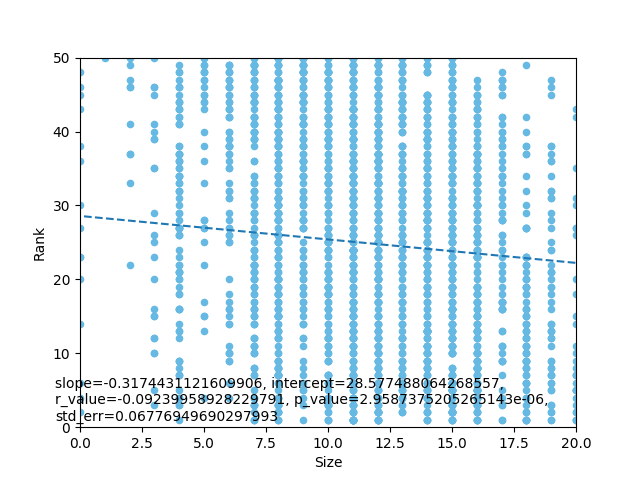 50
40
30
20
10
0
Rank
slope=-0.3174431121609906, intercept=28.577488064268557,
r_value=-0.09239958928229791, p_value=2.9587375205265143e-06,
std_err=0.06776949690297993
0.0 2.5 5.0 7.5 10.0 12.5 15.0 17.5 20.0
Size